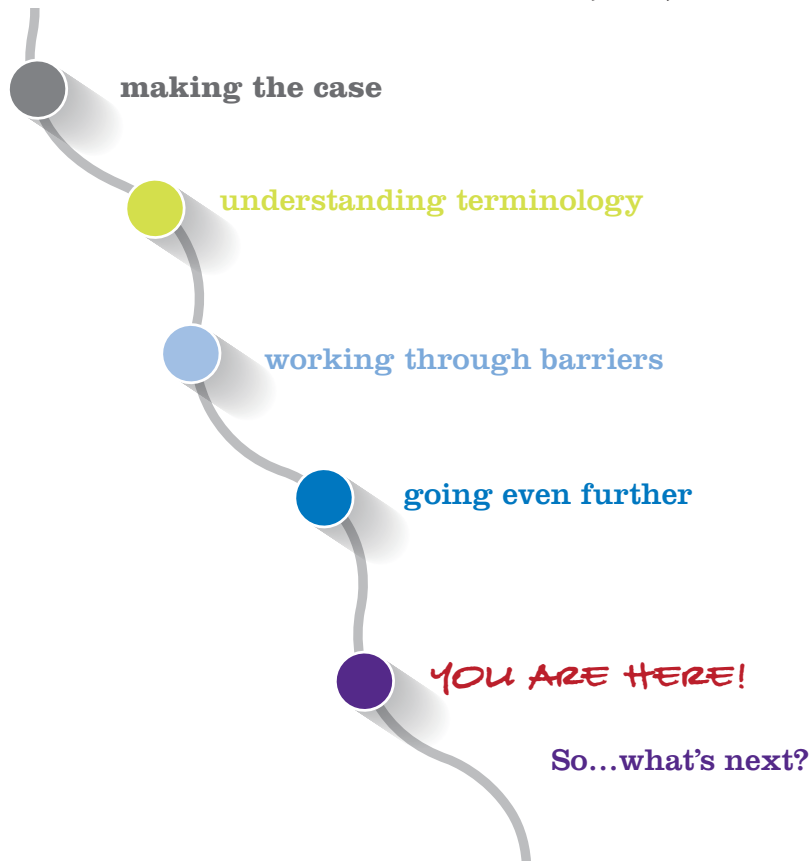 making the case
understanding terminology
working through barriers
going even further
YOU ARE HERE!
So…what’s next?